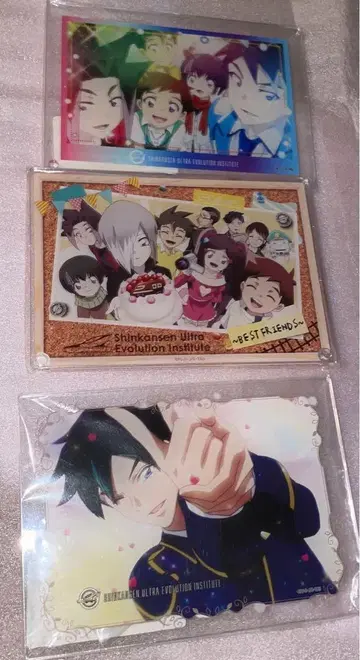 SHINKANSEN ULTRA EVOLUTION INSTITUTE
Shinkansen Ultra
Evolution Institute
~BEST FRIENDS~
SHINKANSEN ULTRA EVOLUTION INSTITUTE